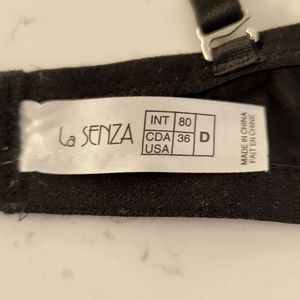 La SENZA
INT 80 D
CDA 36
USA
MADE IN CHINA
FAIT EN CHINE